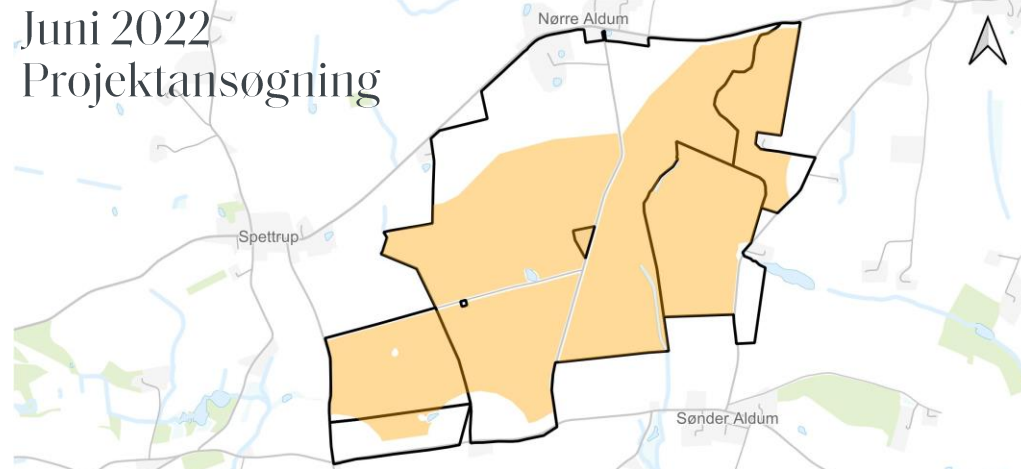 Juni 2022
Projektansøgning
Nørre Aldum
Spettrup
Sønder Aldum